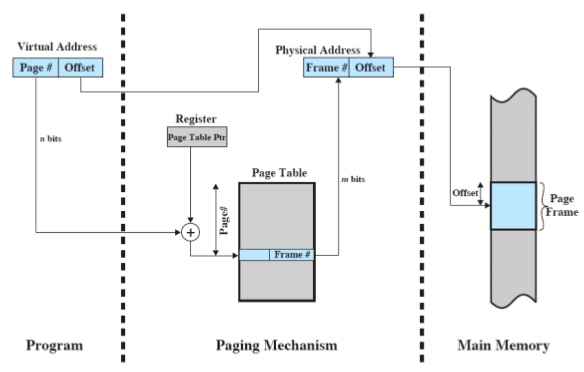 Virtual Address
Page # Offset
n bits
Register
Page Table Ptr
Page Table
Page#
+
Frame #
m bits
Physical Address
Frame # Offset
Offset
Page
Frame
Program
Paging Mechanism
Main Memory